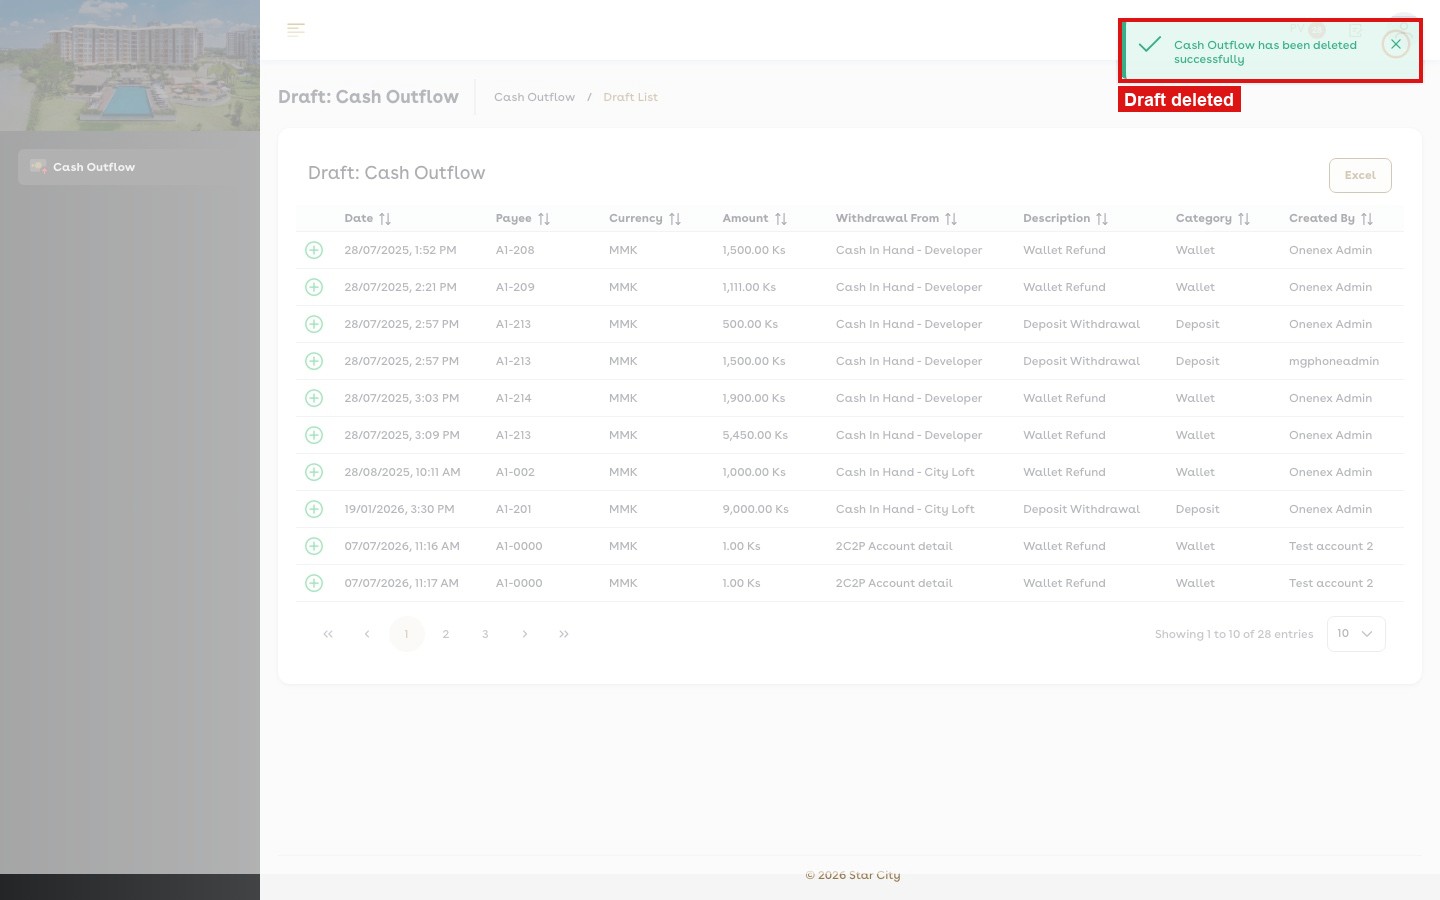 PV
Cash Outflow has been deleted
successfully
Draft deleted
Draft: Cash Outflow
Cash Outflow / Draft List
Cash Outflow
Draft: Cash Outflow
Excel
Date Payee Currency Amount Withdrawal From Description Category Created By
28/07/2025, 1:52 PM A1-208 MMK 1,500.00 Ks Cash In Hand - Developer Wallet Refund Wallet Onenex Admin
28/07/2025, 2:21 PM A1-209 MMK 1,111.00 Ks Cash In Hand - Developer Wallet Refund Wallet Onenex Admin
28/07/2025, 2:57 PM A1-213 MMK 500.00 Ks Cash In Hand - Developer Deposit Withdrawal Deposit Onenex Admin
28/07/2025, 2:57 PM A1-213 MMK 1,500.00 Ks Cash In Hand - Developer Deposit Withdrawal Deposit mgphoneadmin
28/07/2025, 3:03 PM A1-214 MMK 1,900.00 Ks Cash In Hand - Developer Wallet Refund Wallet Onenex Admin
28/07/2025, 3:09 PM A1-213 MMK 5,450.00 Ks Cash In Hand - Developer Wallet Refund Wallet Onenex Admin
28/08/2025, 10:11 AM A1-002 MMK 1,000.00 Ks Cash In Hand - City Loft Wallet Refund Wallet Onenex Admin
19/01/2026, 3:30 PM A1-201 MMK 9,000.00 Ks Cash In Hand - City Loft Deposit Withdrawal Deposit Onenex Admin
07/07/2026, 11:16 AM A1-0000 MMK 1.00 Ks 2C2P Account detail Wallet Refund Wallet Test account 2
07/07/2026, 11:17 AM A1-0000 MMK 1.00 Ks 2C2P Account detail Wallet Refund Wallet Test account 2
« ‹ 1 2 3 › » Showing 1 to 10 of 28 entries 10
© 2026 Star City